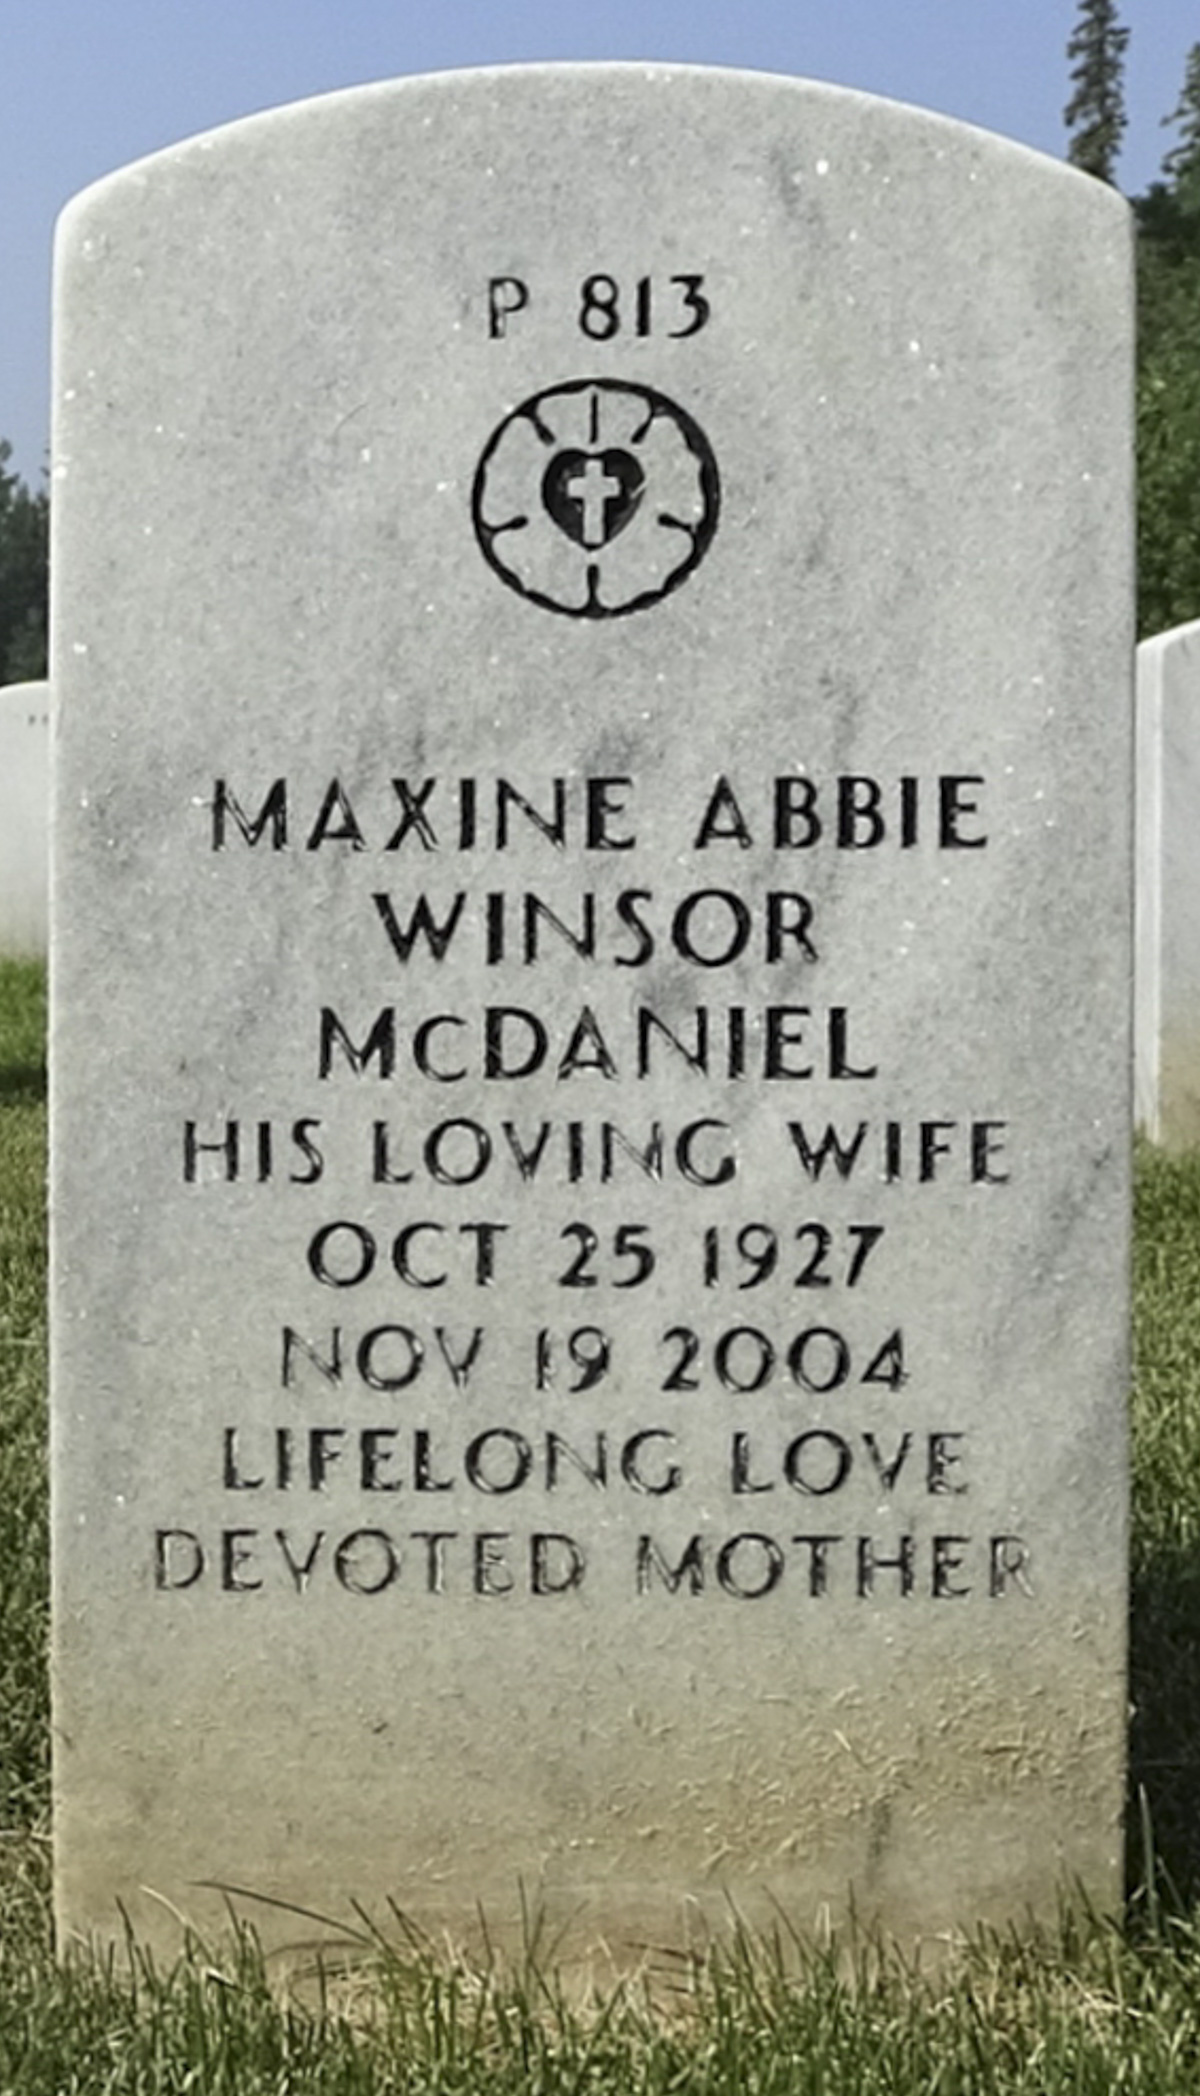 P 813
MAXINE ABBIE
WINSOR
McDANIEL
HIS LOVING WIFE
OCT 25 1927
NOV 19 2004
LIFELONG LOVE
DEVOTED MOTHER